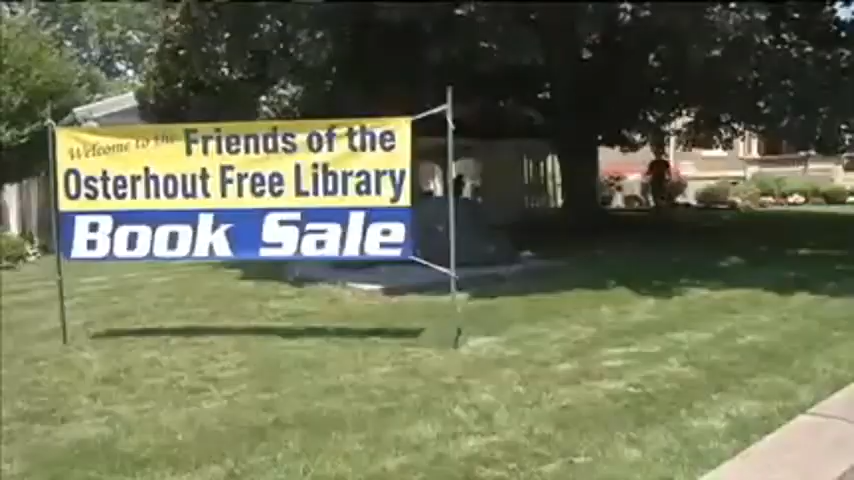 Welcome to the Friends of the
Osterhout Free Library
Book Sale